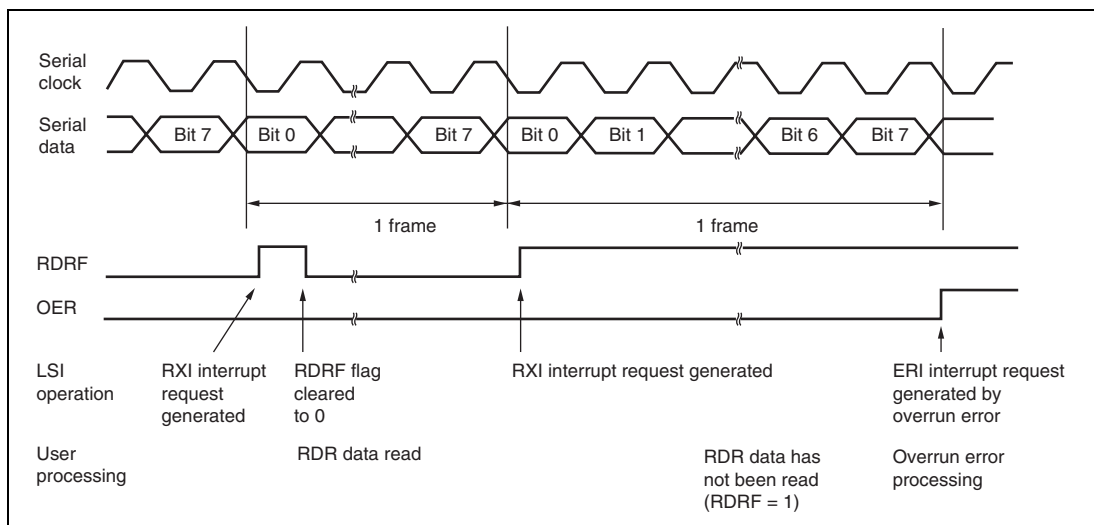 Serial
clock
Serial
data
Bit 7
Bit 0
Bit 7
Bit 0
Bit 1
Bit 6
Bit 7
1 frame
1 frame
RDRF
OER
LSI
operation
RXI interrupt
request
generated
RDRF flag
cleared
to 0
RXI interrupt request generated
ERI interrupt request
generated by
overrun error
User
processing
RDR data read
RDR data has
not been read
(RDRF = 1)
Overrun error
processing